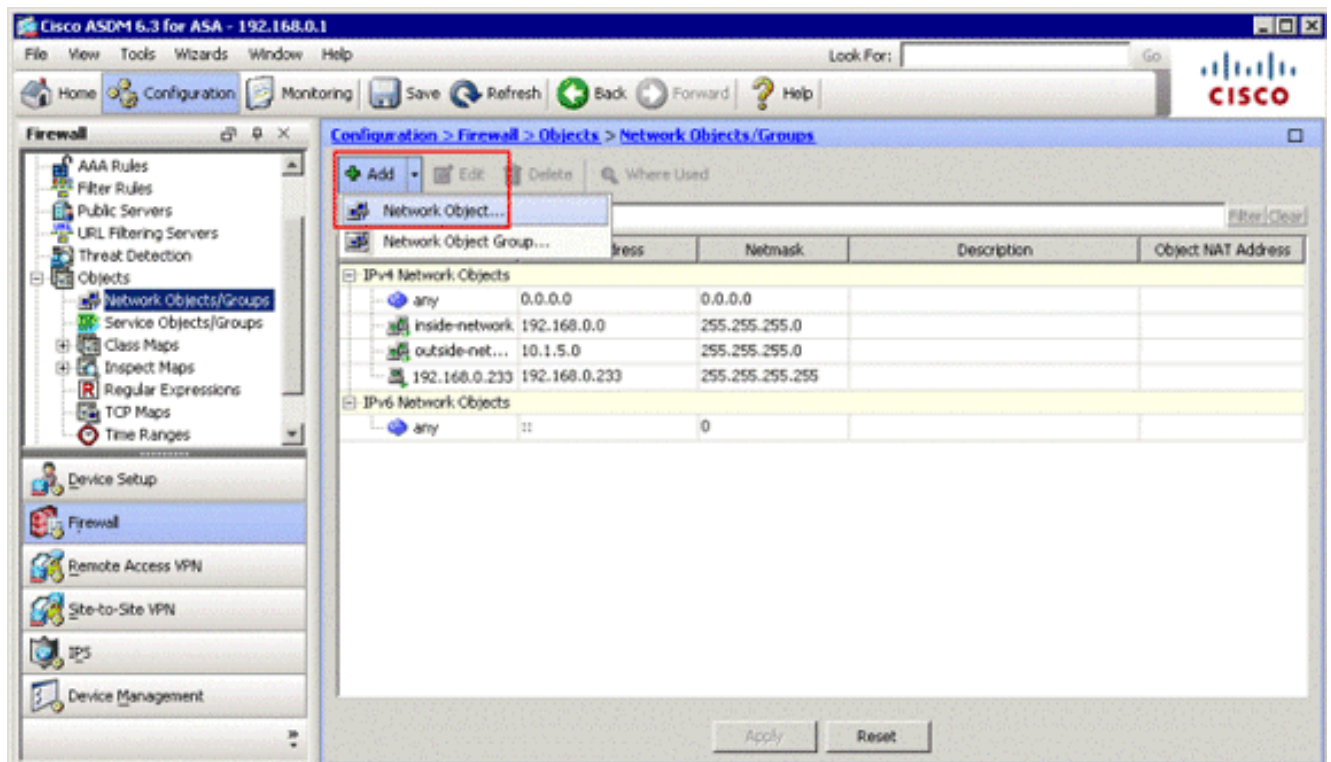 Cisco ASDM 6.3 for ASA - 192.168.0.1
File View Tools Wizards Window Help
Look For:
Go
CISCO
Home Configuration Monitoring Save Refresh Back Forward Help
Firewall
AAA Rules
Filter Rules
Public Servers
URL Filtering Servers
Threat Detection
Objects
Network Objects/Groups
Service Objects/Groups
Class Maps
Inspect Maps
Regular Expressions
TCP Maps
Time Ranges
Device Setup
Firewall
Remote Access VPN
Site-to-Site VPN
IPS
Device Management
»
Configuration > Firewall > Objects > Network Objects/Groups
Add Edit Delete Where Used
Network Object...
Network Object Group...
Filter Clear
dress Netmask Description Object NAT Address
IPv4 Network Objects
any 0.0.0.0 0.0.0.0
inside-network 192.168.0.0 255.255.255.0
outside-net... 10.1.5.0 255.255.255.0
192.168.0.233 192.168.0.233 255.255.255.255
IPv6 Network Objects
any :: 0
Apply Reset